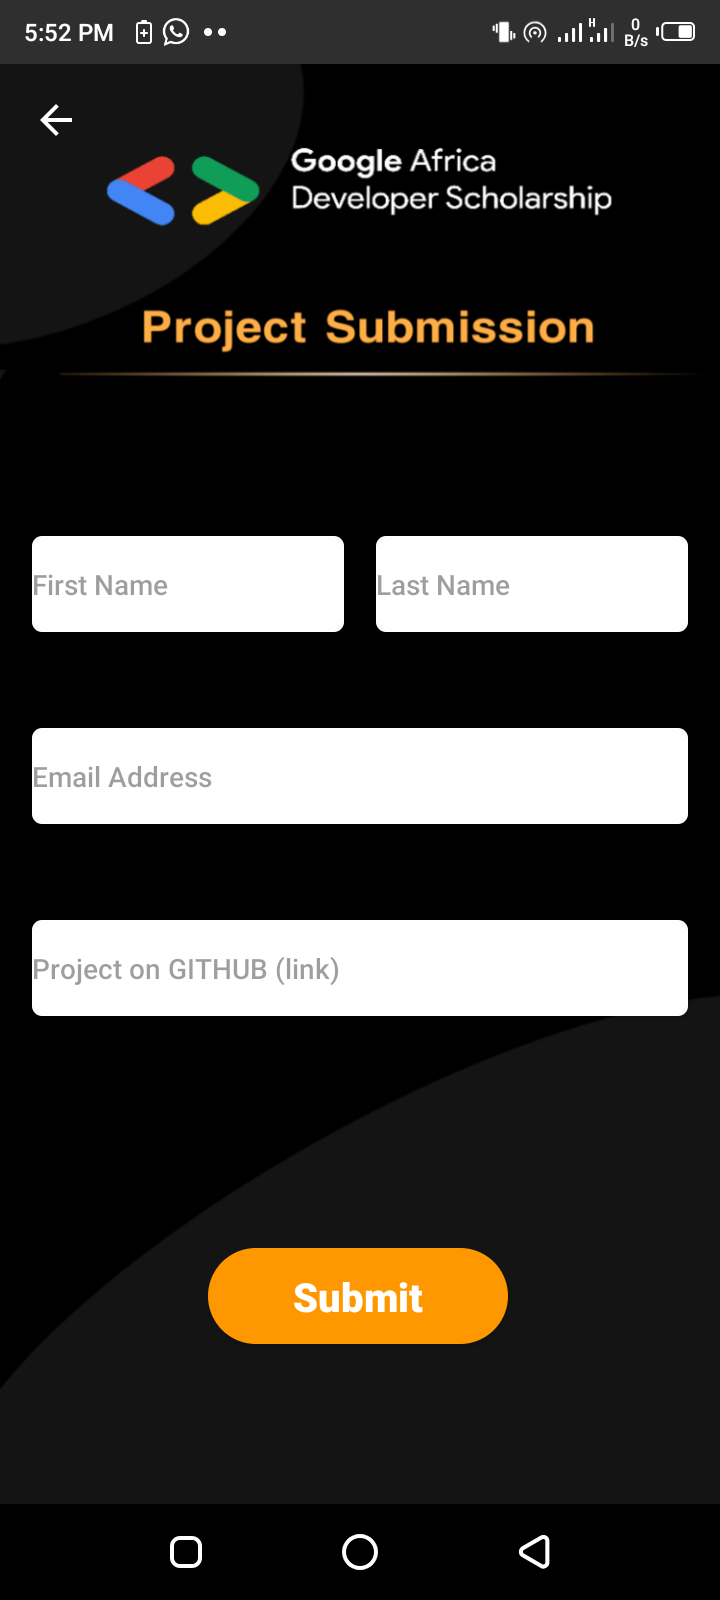 5:52 PM
H
0
B/s
Google Africa
Developer Scholarship
Project Submission
First Name
Last Name
Email Address
Project on GITHUB (link)
Submit